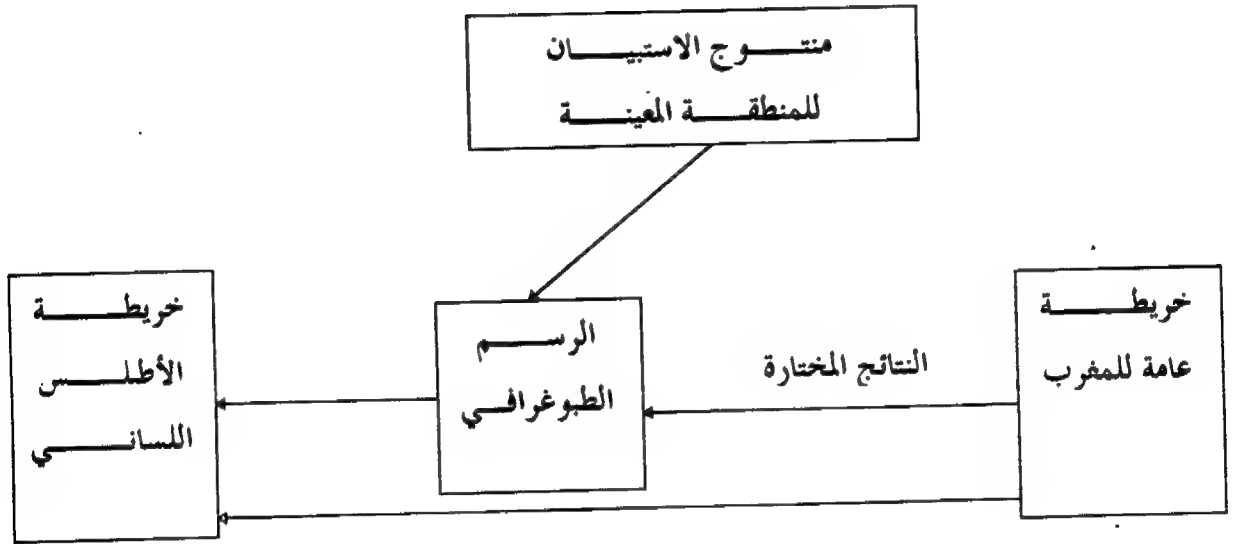 منتوج الاستبيان
للمنطقة المعينة
خريطة
عامة للمغرب
النتائج المختارة
الرسم
الطبوغرافي
خريطة
الأطلس
اللساني